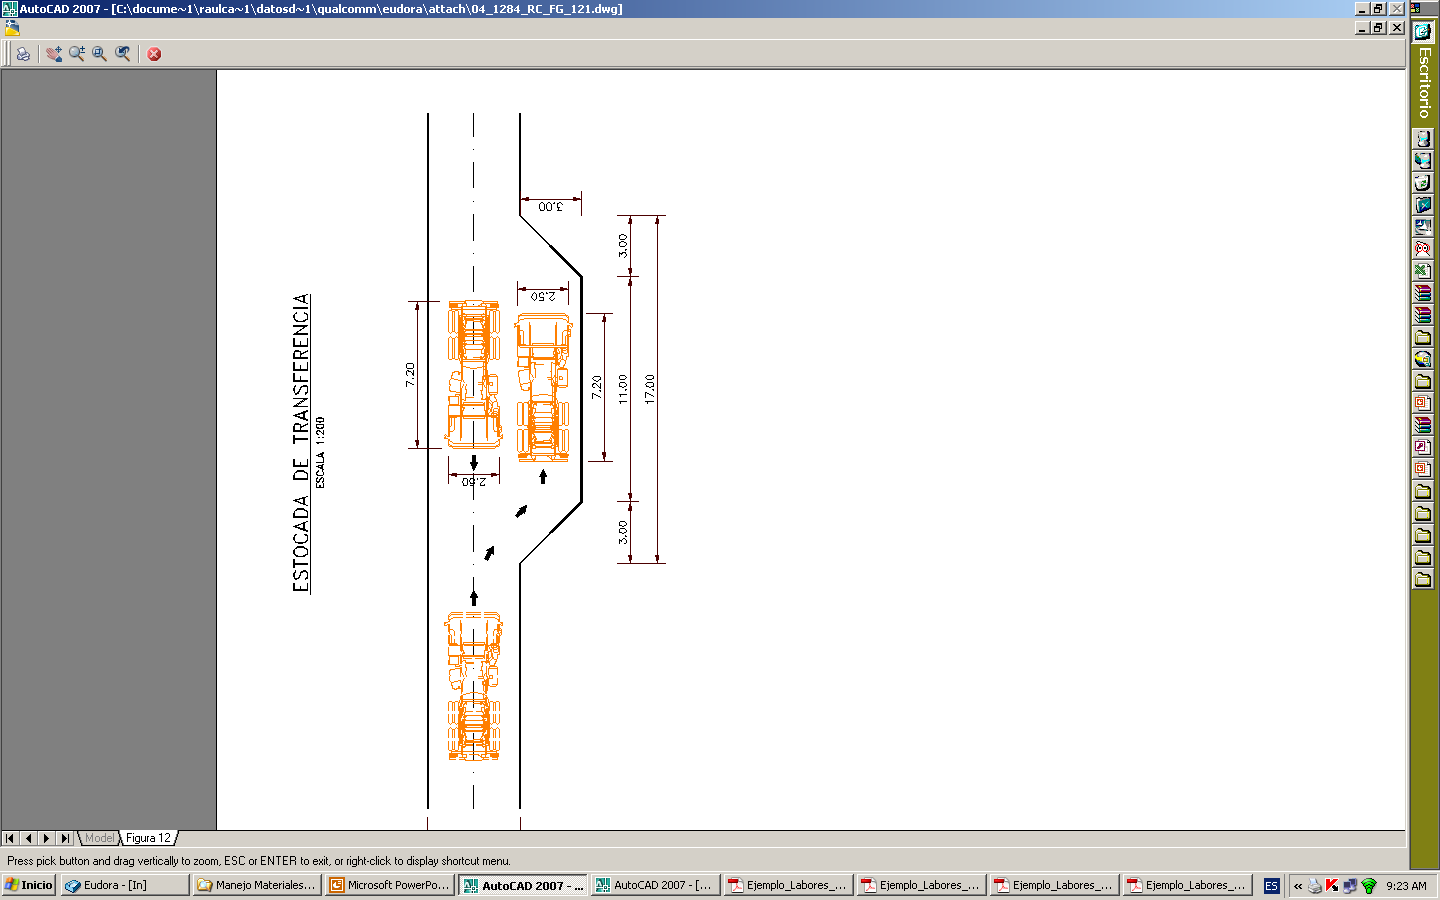 AutoCAD 2007 - [C:\docume~1\raulca~1\datosd~1\qualcomm\eudora\attach\04_1284_RC_FG_121.dwg]
Escritorio
ESTOCADA DE TRANSFERENCIA
ESCALA 1:200
3.00
3.00
2.50
7.20
7.20
11.00
17.00
2.50
3.00
Model
Figura 12
Press pick button and drag vertically to zoom, ESC or ENTER to exit, or right-click to display shortcut menu.
Inicio
Eudora - [In]
Manejo Materiales...
Microsoft PowerPo...
AutoCAD 2007 - ...
AutoCAD 2007 - [...
Ejemplo_Labores_...
Ejemplo_Labores_...
Ejemplo_Labores_...
Ejemplo_Labores_...
ES
«
9:23 AM